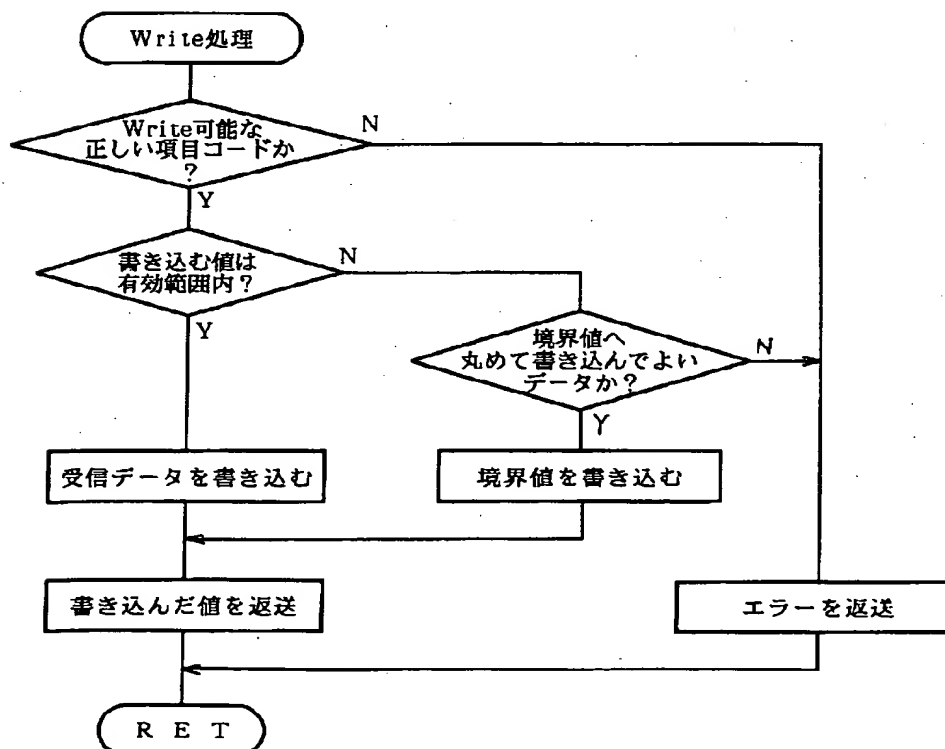 Write処理
Write可能な
正しい項目コードか
?
N
Y
書き込む値は
有効範囲内?
N
Y
境界値へ
丸めて書き込んでよい
データか?
N
Y
受信データを書き込む
境界値を書き込む
書き込んだ値を返送
エラーを返送
R E T